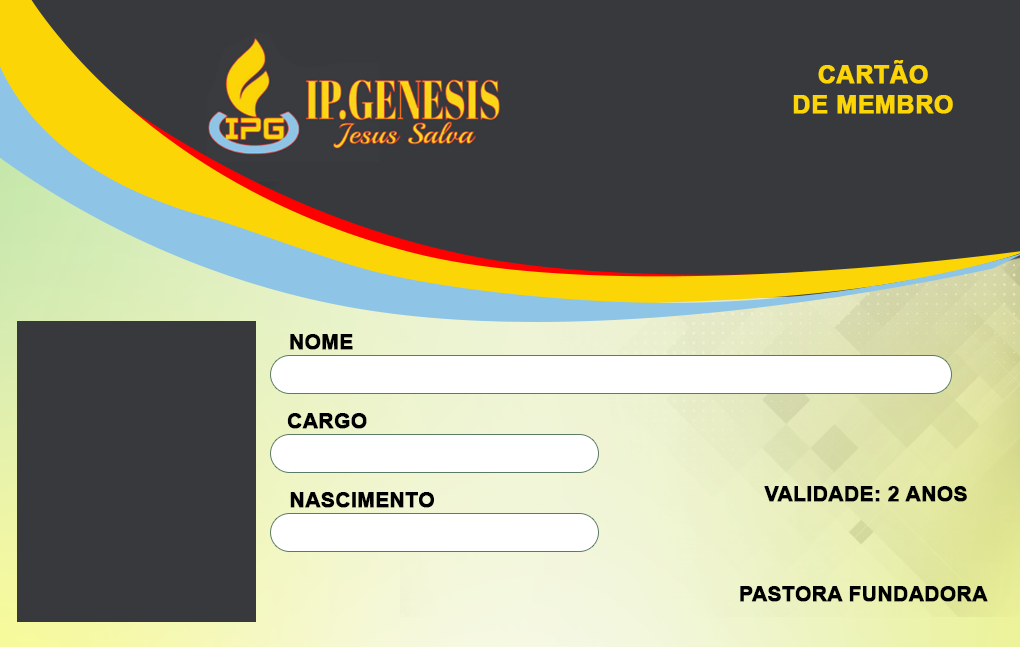 IPG
IP.GENESIS
Jesus Salva
CARTÃO
DE MEMBRO
NOME
CARGO
NASCIMENTO
VALIDADE: 2 ANOS
PASTORA FUNDADORA